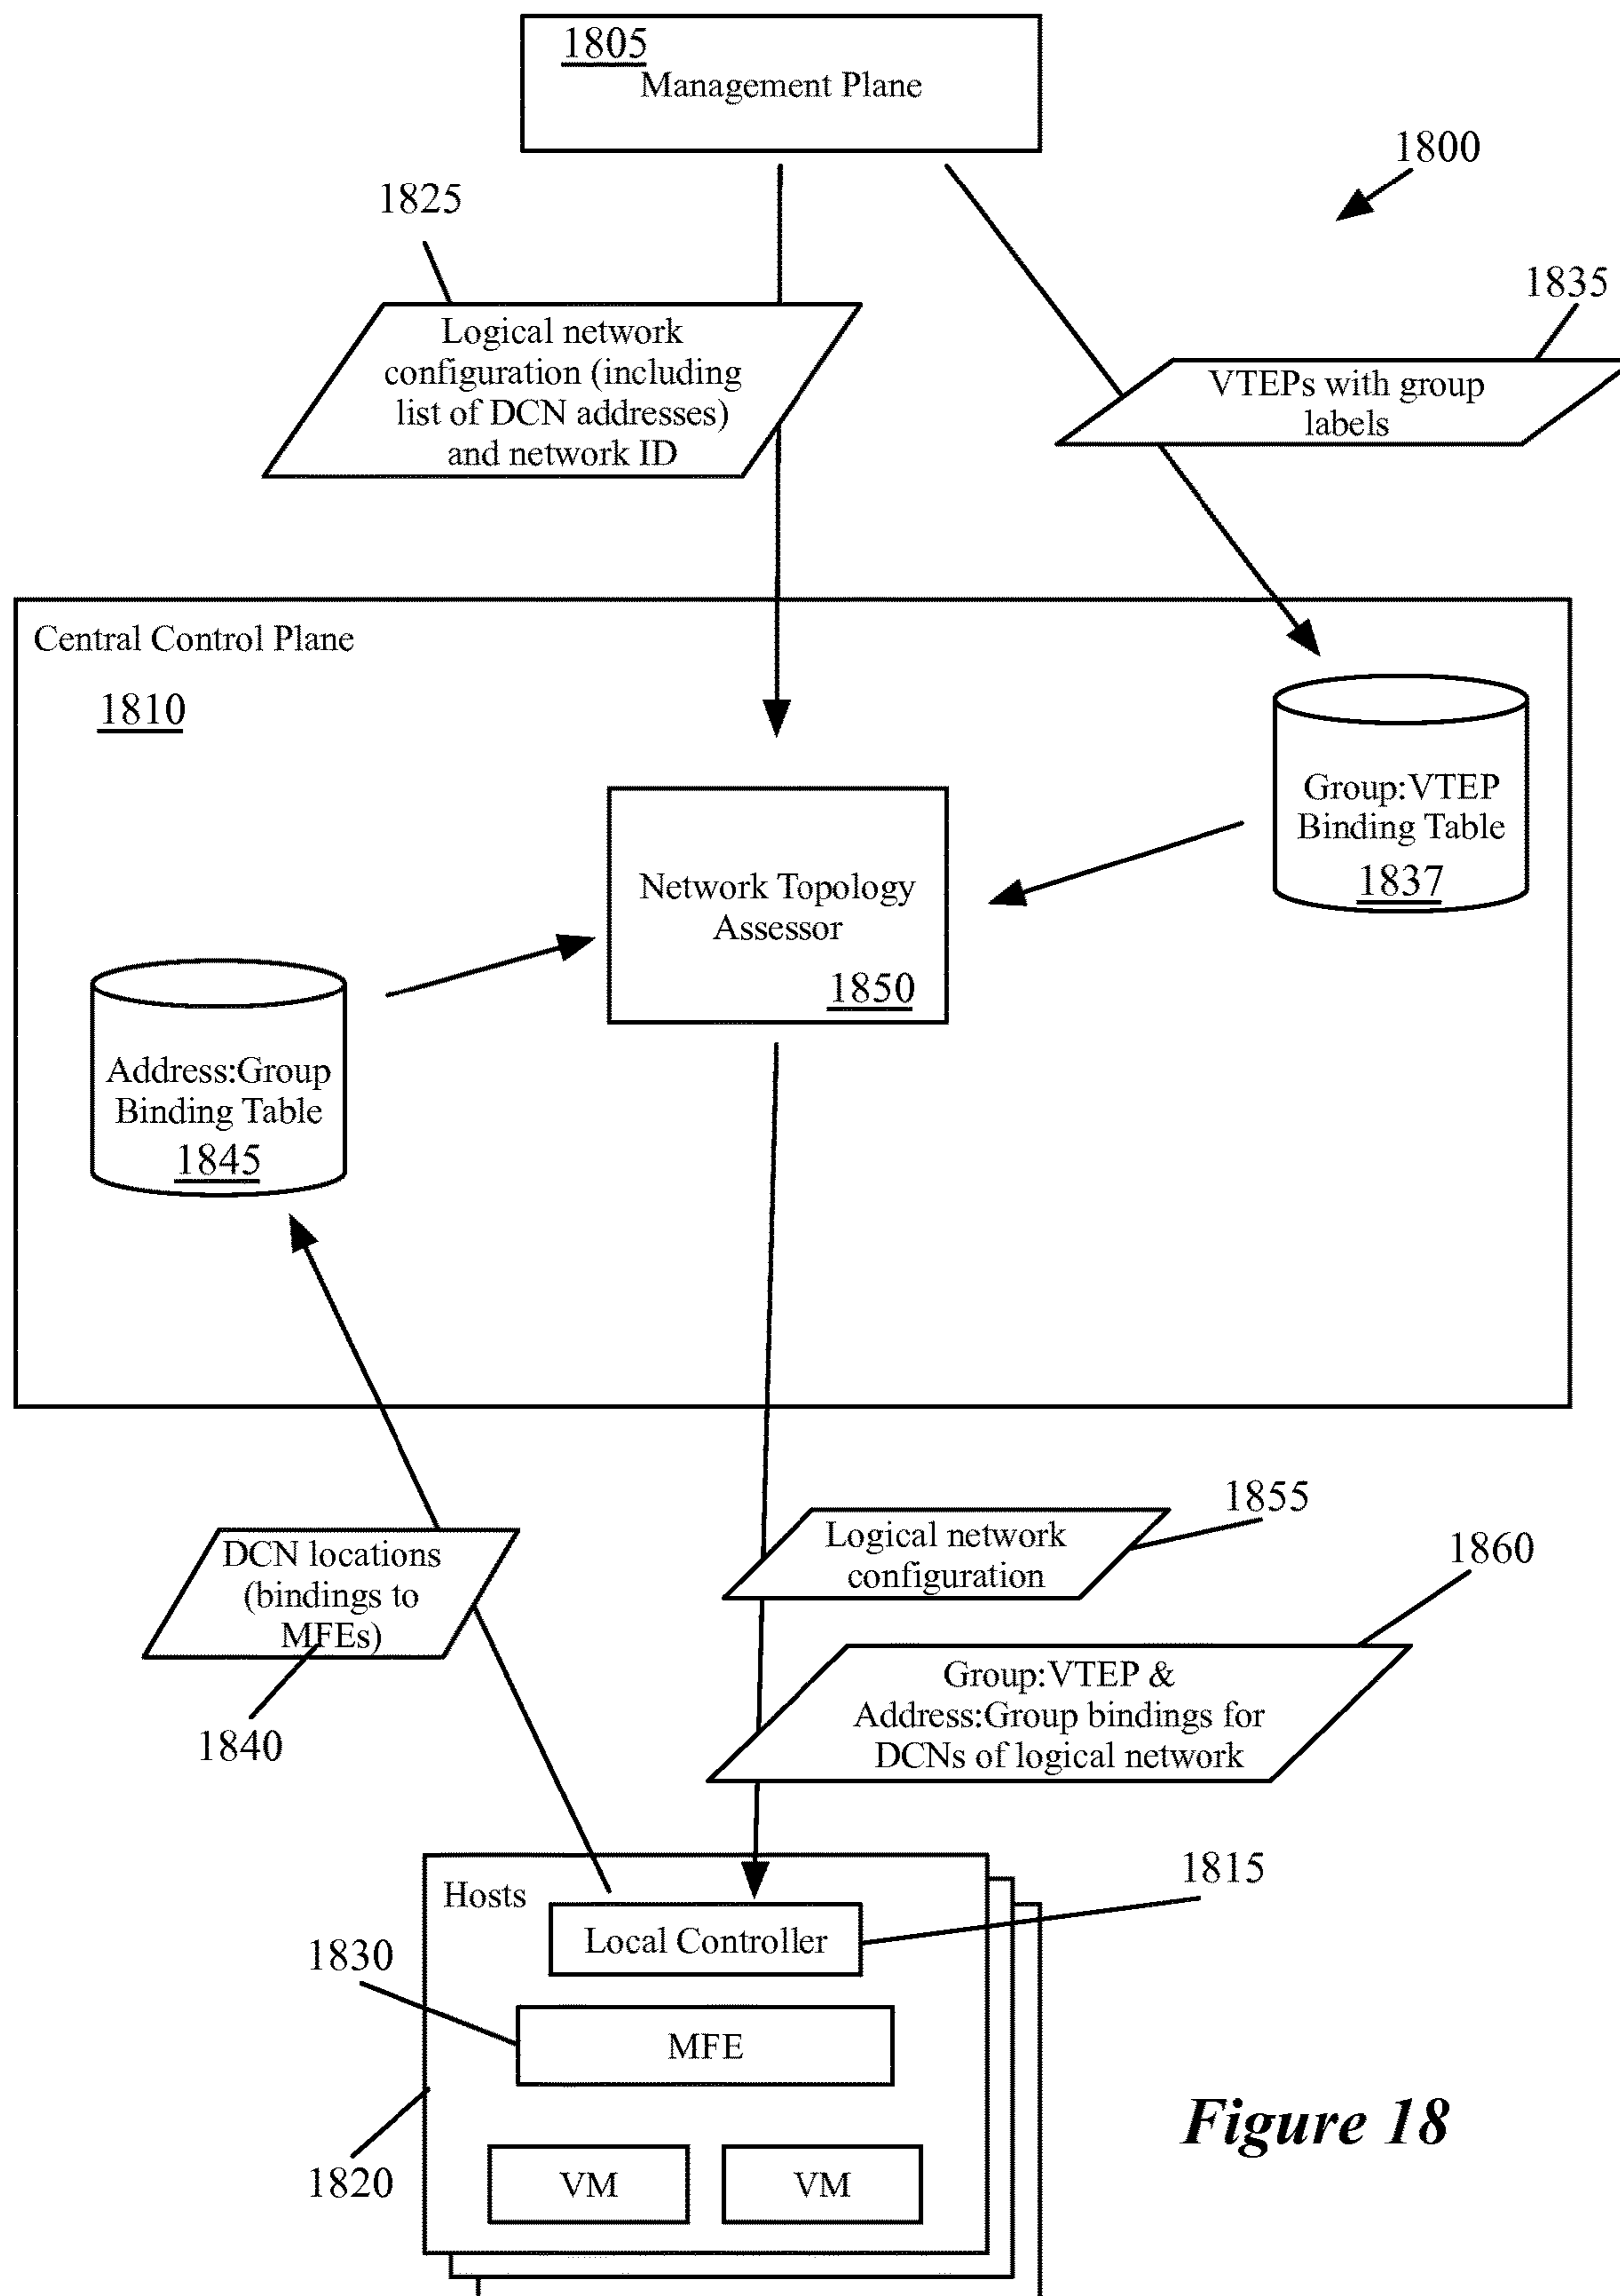 1805
Management Plane
1800
1825
1835
Logical network
configuration (including
list of DCN addresses)
and network ID
VTEPs with group
labels
Central Control Plane
1810
Group:VTEP
Binding Table
1837
Network Topology
Assessor
1850
Address:Group
Binding Table
1845
1855
Logical network
configuration
1860
DCN locations
(bindings to
MFEs)
1840
Group:VTEP &
Address:Group bindings for
DCNs of logical network
1815
Hosts
Local Controller
1830
MFE
1820
VM
VM
Figure 18